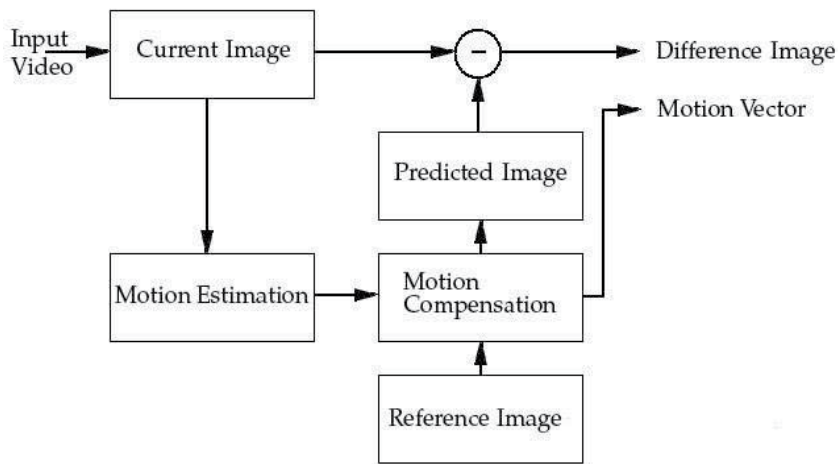 Input
Video
Current Image
-
Difference Image
Motion Vector
Predicted Image
Motion Estimation
Motion
Compensation
Reference Image